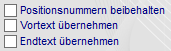 Positionsnummern beibehalten
Vortext übernehmen
Endtext übernehmen